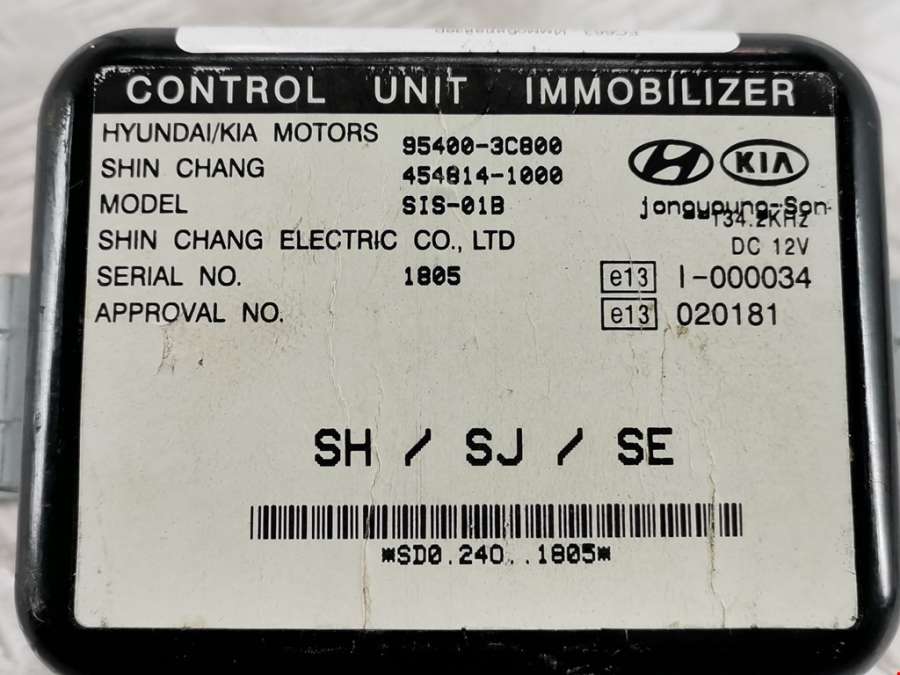 CONTROL UNIT IMMOBILIZER
HYUNDAI/KIA MOTORS 95400-3C800
KIA
SHIN CHANG 454814-1000
MODEL SIS-01B
jongypung-Son
134.2KHZ
SHIN CHANG ELECTRIC CO., LTD DC 12V
SERIAL NO. 1805 e13 I-000034
APPROVAL NO. e13 020181
SH / SJ / SE
*SD0.240..1805*